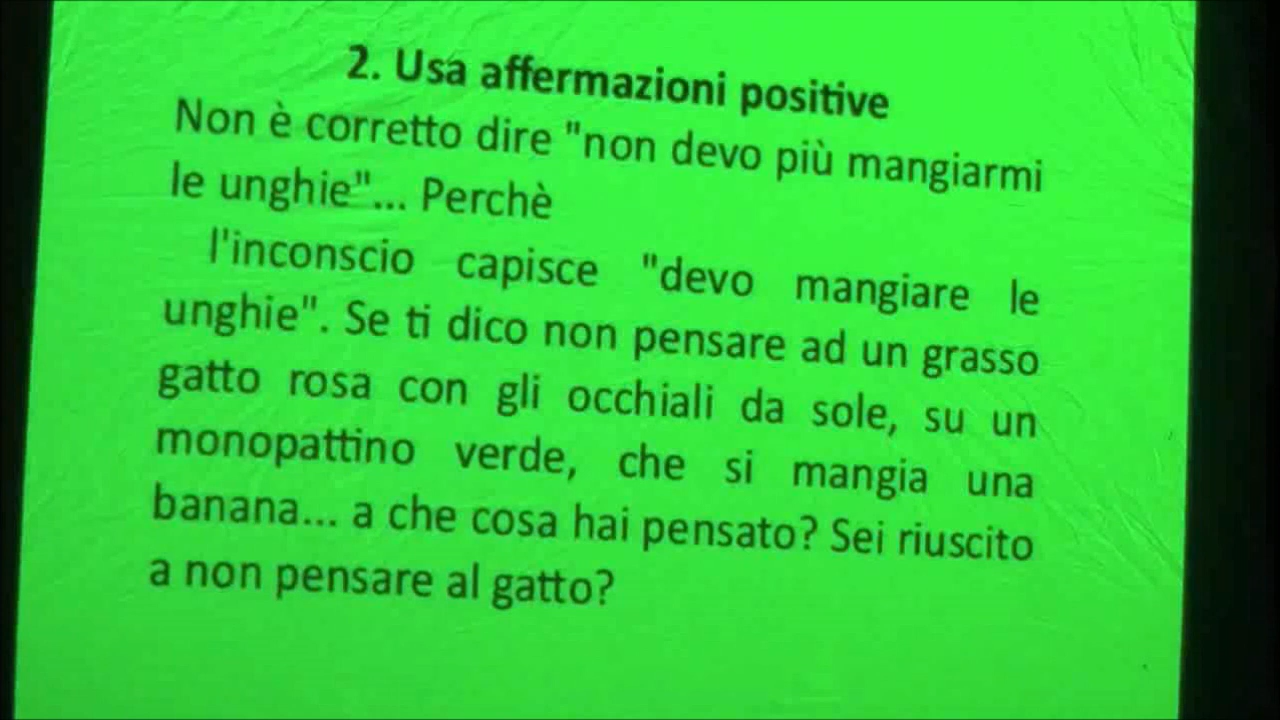 2. Usa affermazioni positive
Non è corretto dire "non devo più mangiarmi
le unghie"... Perchè
l'inconscio capisce "devo mangiare le
unghie". Se ti dico non pensare ad un grasso
gatto rosa con gli occhiali da sole, su un
monopattino verde, che si mangia una
banana... a che cosa hai pensato? Sei riuscito
a non pensare al gatto?